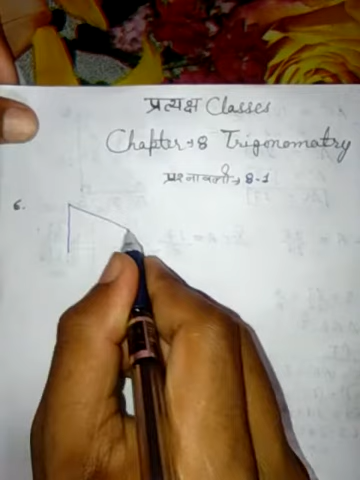 प्रत्यक्ष Classes
Chapter → 8 Trigonometry
प्रश्नावली → 8.1
6.